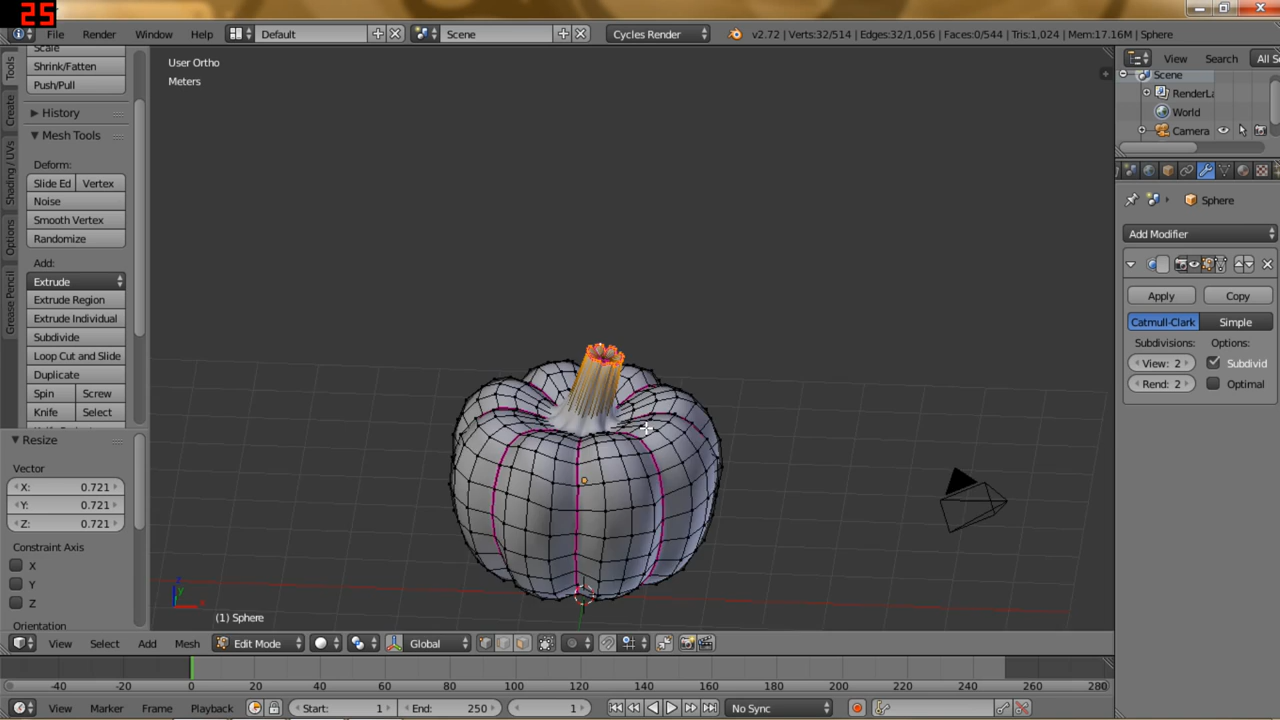 25
File Render Window Help Default Scene Cycles Render v2.72 | Verts:32/514 | Edges:32/1,056 | Faces:0/544 | Tris:1,024 | Mem:17.16M | Sphere
Tools
Create
Shading / UVs
Options
Grease Pencil
Scale
Shrink/Fatten
Push/Pull
History
Mesh Tools
Deform:
Slide Ed Vertex
Noise
Smooth Vertex
Randomize
Add:
Extrude
Extrude Region
Extrude Individual
Subdivide
Loop Cut and Slide
Duplicate
Spin Screw
Knife Select
Resize
Vector
X: 0.721
Y: 0.721
Z: 0.721
Constraint Axis
X
Y
Z
Orientation
User Ortho
Meters
(1) Sphere
View Search All S
Scene
RenderLa
World
Camera
Sphere
Add Modifier
Apply Copy
Catmull-Clark Simple
Subdivisions: Options:
View: 2 Subdivid
Rend: 2 Optimal
View Select Add Mesh Edit Mode Global
-40 -20 0 20 40 60 80 100 120 140 160 180 200 220 240 260 280
View Marker Frame Playback Start: 1 End: 250 1 No Sync